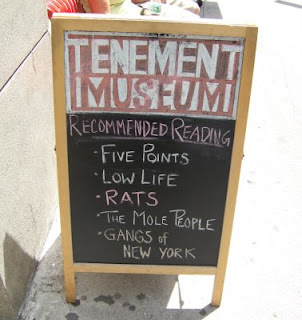 TENEMENT
MUSEUM
RECOMMENDED READING
· FIVE POINTS
· LOW LIFE
· RATS
· THE MOLE PEOPLE
· GANGS of
NEW YORK